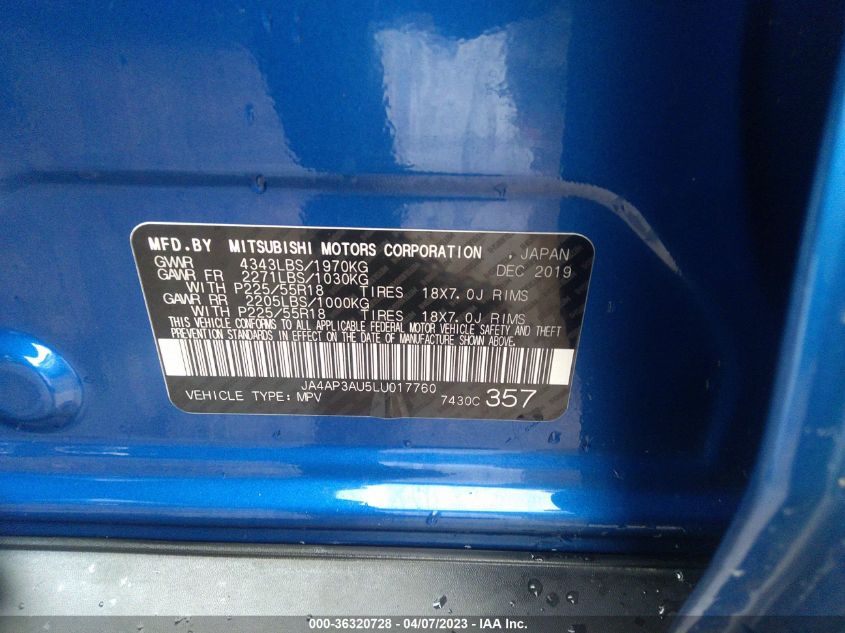 MFD.BY MITSUBISHI MOTORS CORPORATION , JAPAN
GVWR 4343LBS/1970KG DEC 2019
GAWR FR 2271LBS/1030KG
WITH P225/55R18 TIRES 18X7.0J RIMS
GAWR RR 2205LBS/1000KG
WITH P225/55R18 TIRES 18X7.0J RIMS
THIS VEHICLE CONFORMS TO ALL APPLICABLE FEDERAL MOTOR VEHICLE SAFETY AND THEFT
PREVENTION STANDARDS IN EFFECT ON THE DATE OF MANUFACTURE SHOWN ABOVE.
JA4AP3AU5LU017760
VEHICLE TYPE:MPV 7430C 357
000-36320728 - 04/07/2023 - IAA Inc.